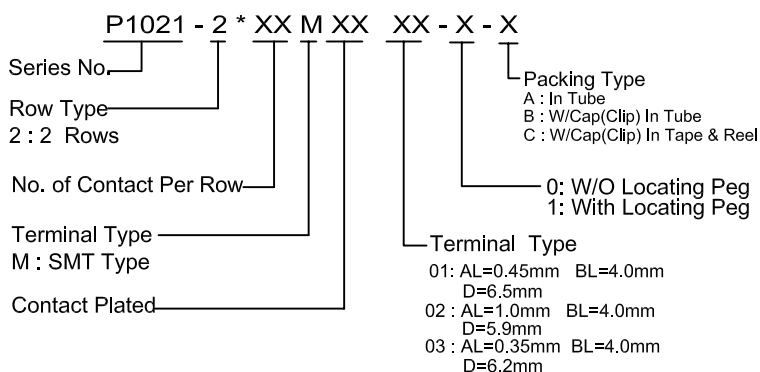 P1021 - 2 * XX M XX XX - X - X
Series No.
Row Type
2 : 2 Rows
No. of Contact Per Row
Terminal Type
M : SMT Type
Contact Plated
Packing Type
A : In Tube
B : W/Cap(Clip) In Tube
C : W/Cap(Clip) In Tape & Reel
0: W/O Locating Peg
1: With Locating Peg
Terminal Type
01: AL=0.45mm BL=4.0mm
D=6.5mm
02 : AL=1.0mm BL=4.0mm
D=5.9mm
03 : AL=0.35mm BL=4.0mm
D=6.2mm